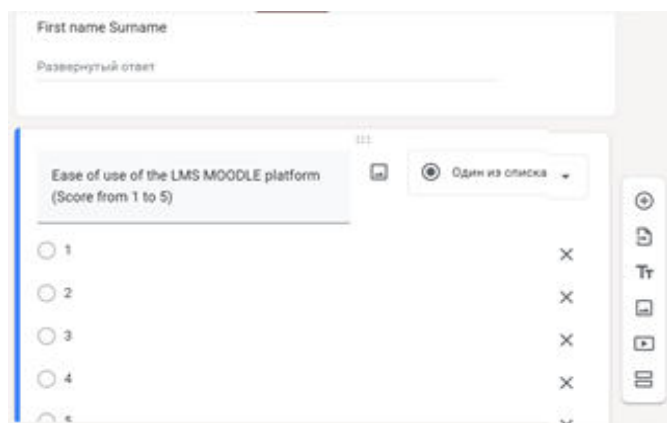 First name Surname
Развернутый ответ
Ease of use of the LMS MOODLE platform
(Score from 1 to 5)
Один из списка
1
2
3
4
5